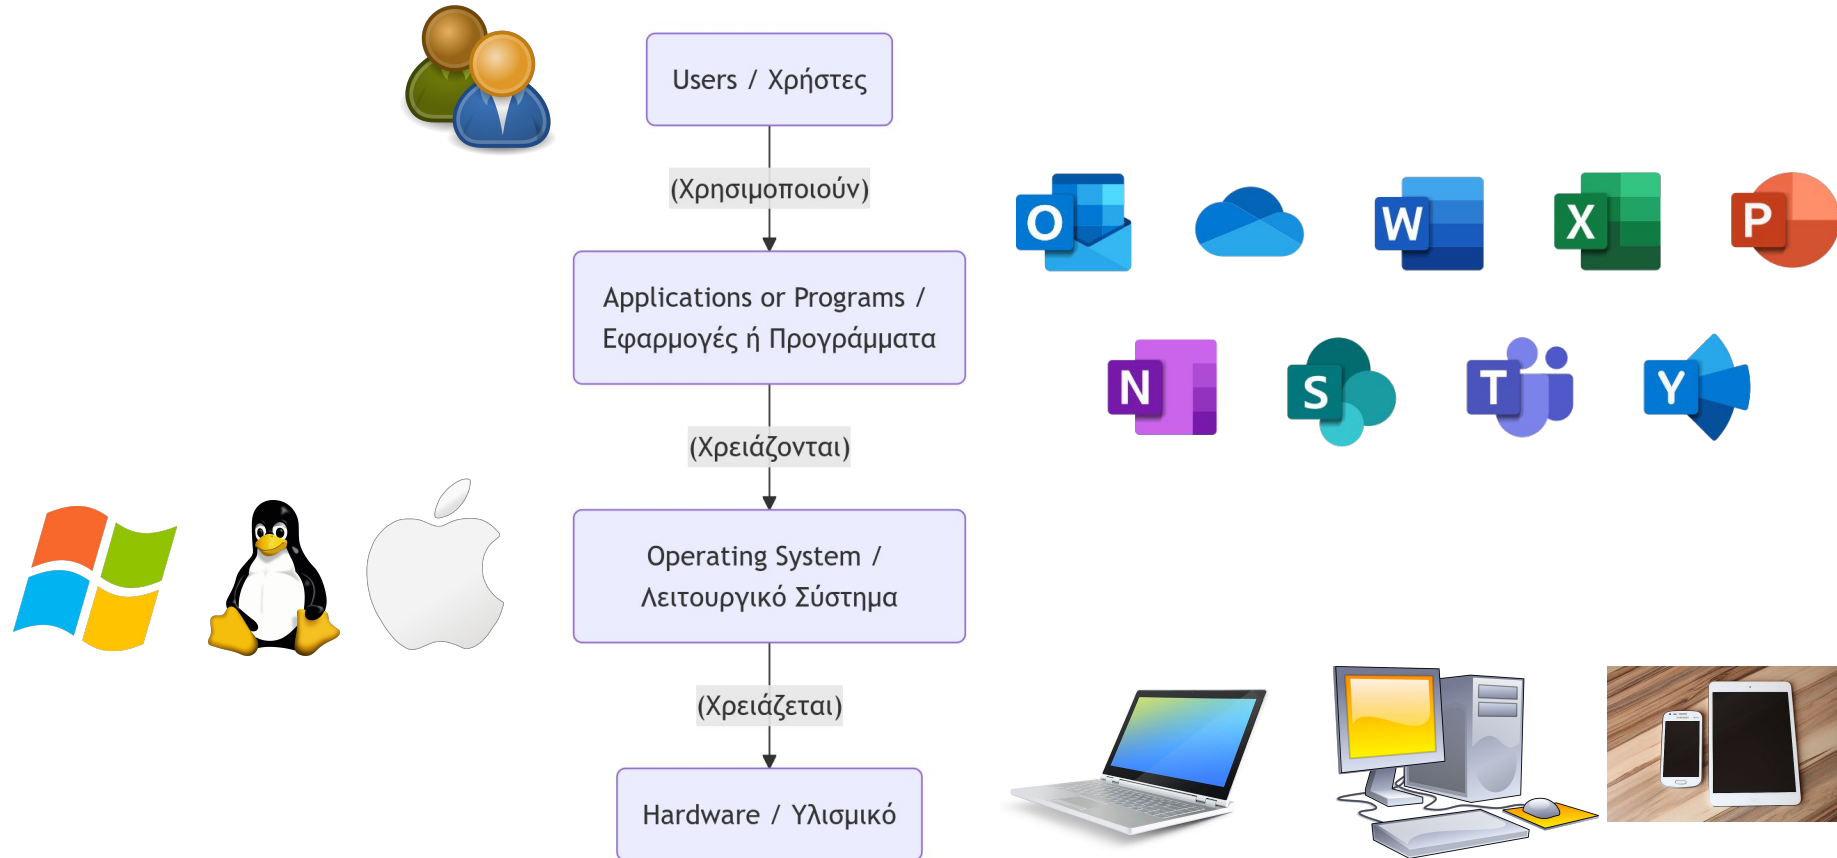 Users / Χρήστες
(Χρησιμοποιούν)
Applications or Programs /
Εφαρμογές ή Προγράμματα
(Χρειάζονται)
Operating System /
Λειτουργικό Σύστημα
(Χρειάζεται)
Hardware / Υλισμικό
O
W
X
P
N
S
T
Y